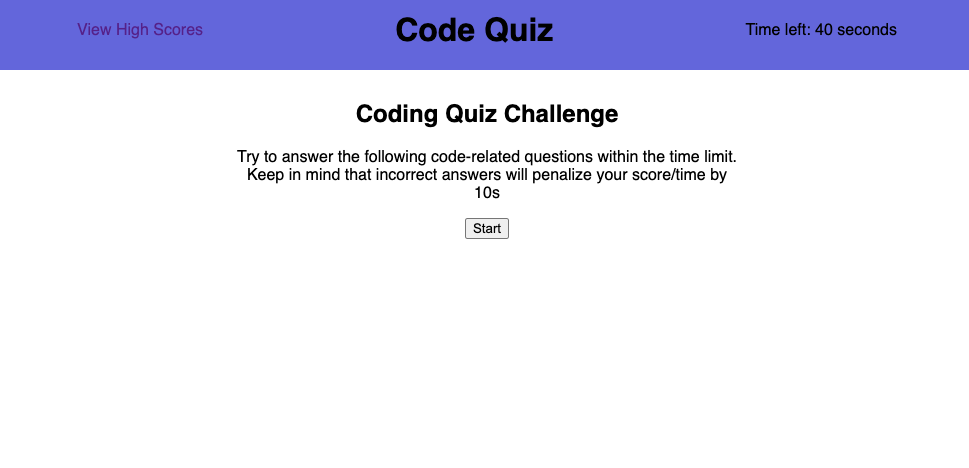 View High Scores
Code Quiz
Time left: 40 seconds
Coding Quiz Challenge
Try to answer the following code-related questions within the time limit.
Keep in mind that incorrect answers will penalize your score/time by
10s
Start